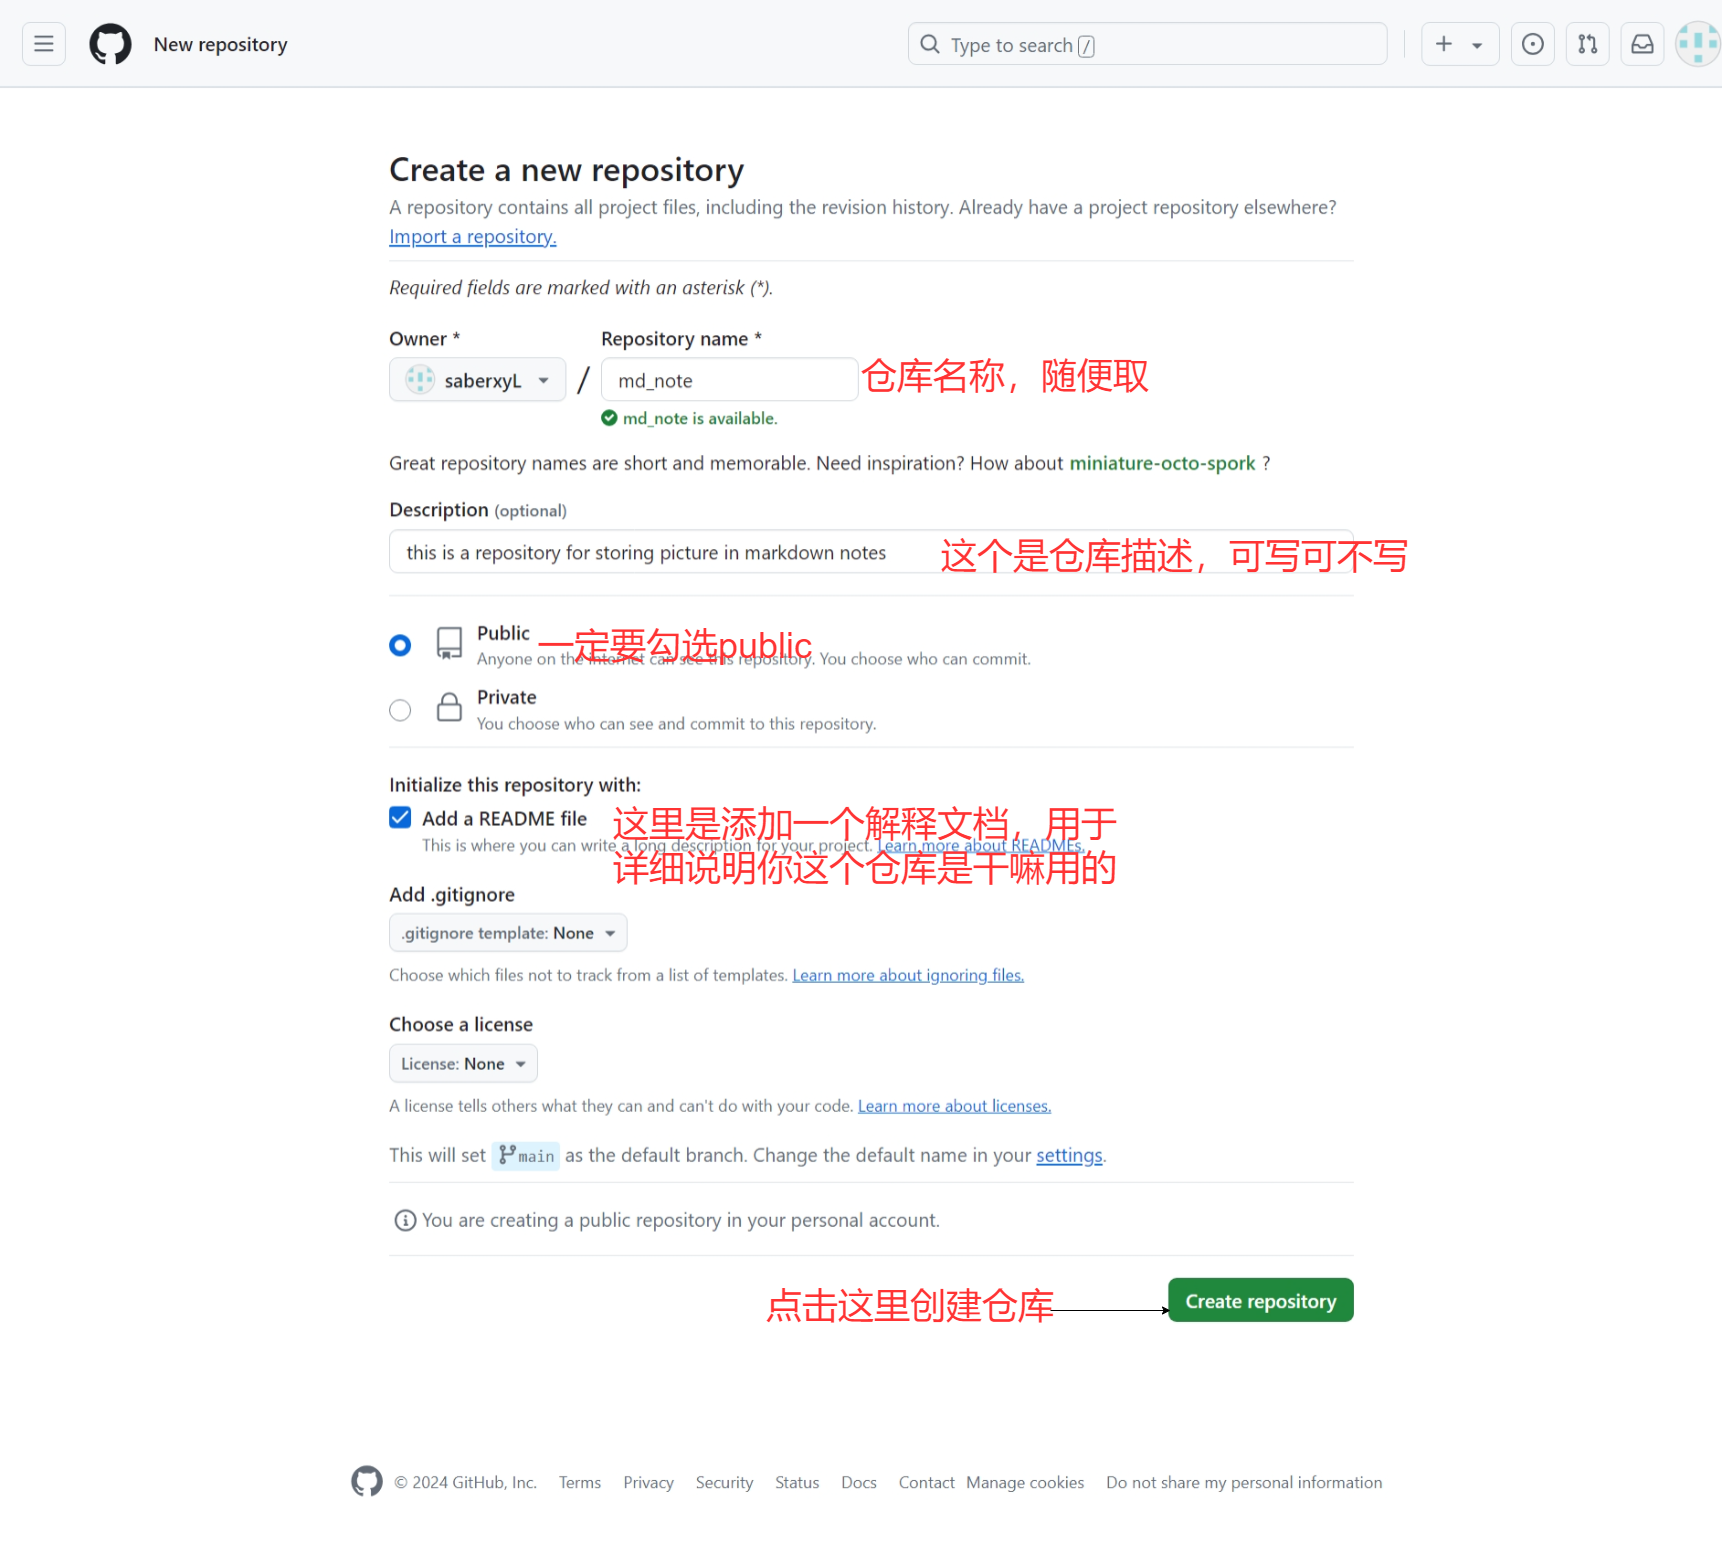 New repository
Type to search /
Create a new repository
A repository contains all project files, including the revision history. Already have a project repository elsewhere?
Import a repository.
Required fields are marked with an asterisk (*).
Owner * Repository name *
saberxyL / md_note 仓库名称，随便取
md_note is available.
Great repository names are short and memorable. Need inspiration? How about miniature-octo-spork ?
Description (optional)
this is a repository for storing picture in markdown notes 这个是仓库描述，可写可不写
Public 一定要勾选public
Anyone on the internet can see this repository. You choose who can commit.
Private
You choose who can see and commit to this repository.
Initialize this repository with:
Add a README file 这里是添加一个解释文档，用于
This is where you can write a long description for your project. Learn more about READMEs.
详细说明你这个仓库是干嘛用的
Add .gitignore
.gitignore template: None
Choose which files not to track from a list of templates. Learn more about ignoring files.
Choose a license
License: None
A license tells others what they can and can't do with your code. Learn more about licenses.
This will set main as the default branch. Change the default name in your settings.
You are creating a public repository in your personal account.
点击这里创建仓库 Create repository
© 2024 GitHub, Inc. Terms Privacy Security Status Docs Contact Manage cookies Do not share my personal information